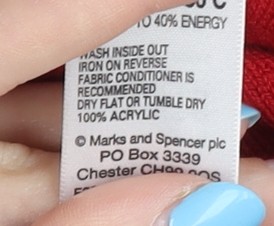 TO 40% ENERGY
WASH INSIDE OUT
IRON ON REVERSE
FABRIC CONDITIONER IS
RECOMMENDED
DRY FLAT OR TUMBLE DRY
100% ACRYLIC
© Marks and Spencer plc
PO Box 3339
Chester